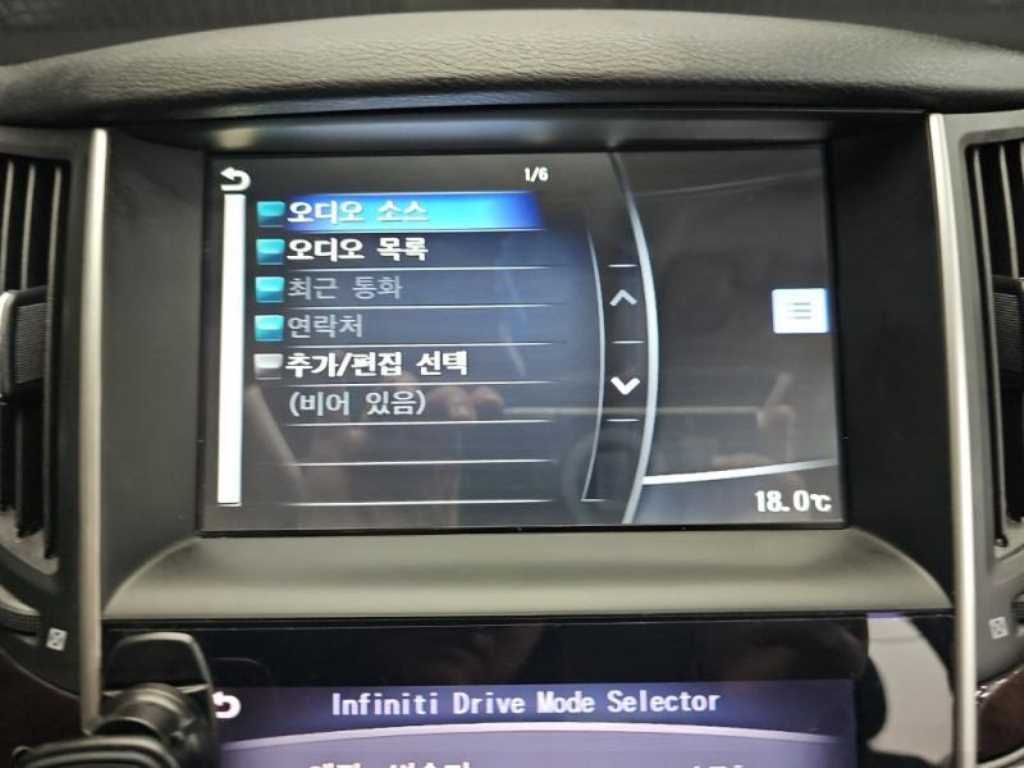 1/6
오디오 소스
오디오 목록
최근 통화
연락처
추가/편집 선택
(비어 있음)
18.0℃
Infiniti Drive Mode Selector